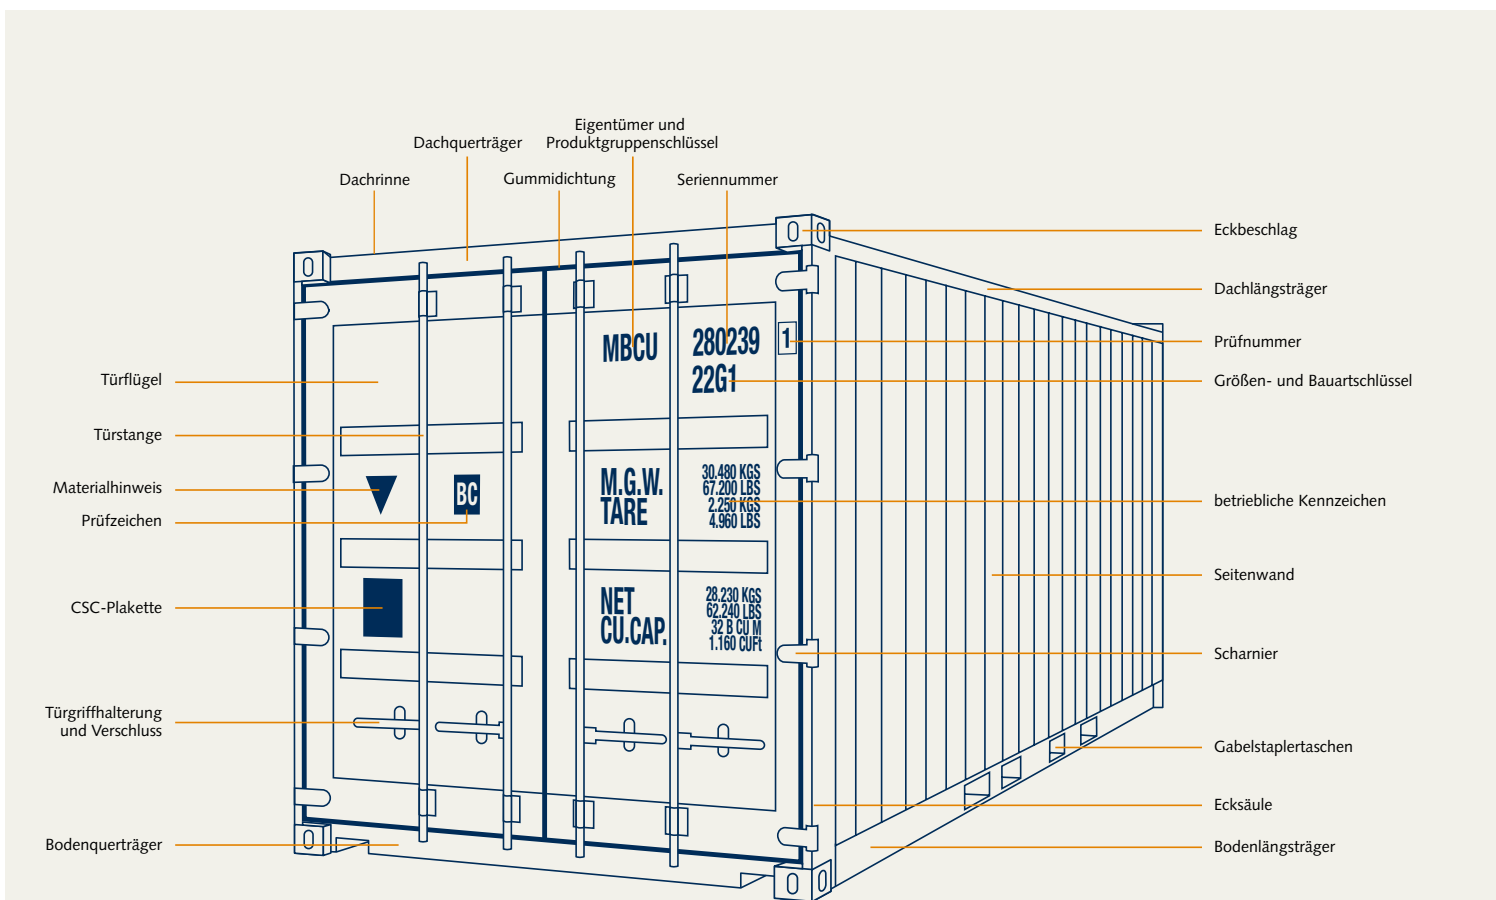 Eigentümer und
Produktgruppenschlüssel
Dachquerträger
Dachrinne
Gummidichtung
Seriennummer
Eckbeschlag
Dachlängsträger
Prüfnummer
Größen- und Bauartschlüssel
MBCU
280239
1
22G1
Türflügel
Türstange
Materialhinweis
Prüfzeichen
BC
M.G.W.
TARE
30.480 KGS
67.200 LBS
2.250 KGS
4.960 LBS
betriebliche Kennzeichen
Seitenwand
CSC-Plakette
NET
CU.CAP.
28.230 KGS
62.240 LBS
32 B CU M
1.160 CUFt
Scharnier
Türgriffhalterung
und Verschluss
Gabelstaplertaschen
Ecksäule
Bodenquerträger
Bodenlängsträger